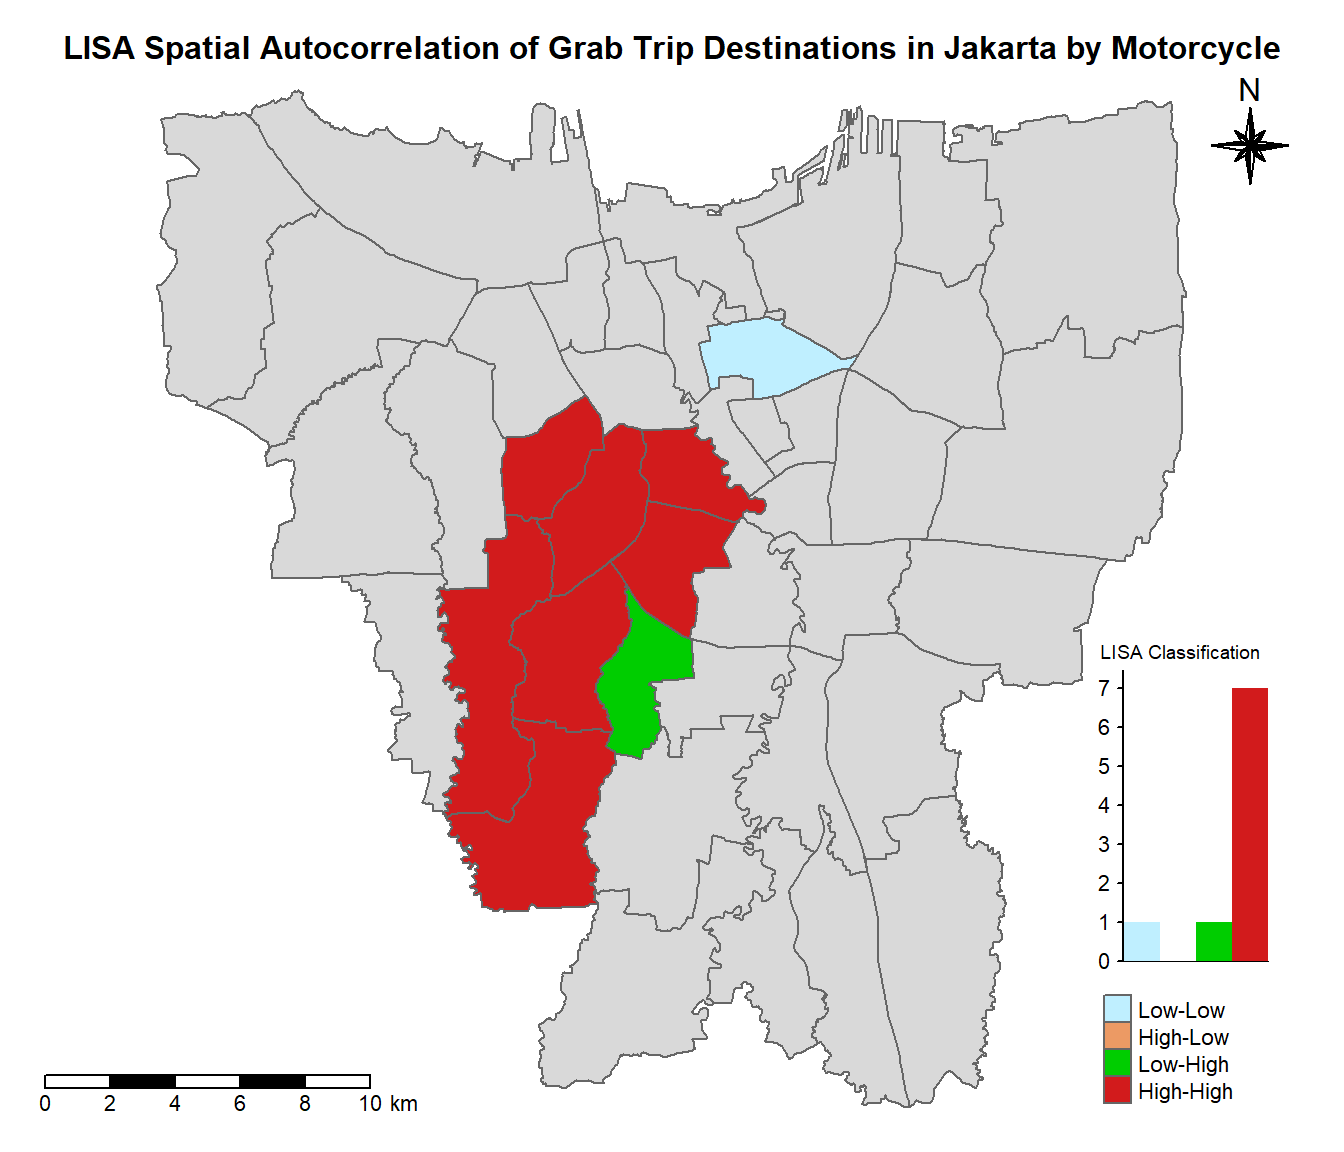 LISA Spatial Autocorrelation of Grab Trip Destinations in Jakarta by Motorcycle
N
LISA Classification
7
6
5
4
3
2
1
0
Low-Low
High-Low
Low-High
High-High
0 2 4 6 8 10 km